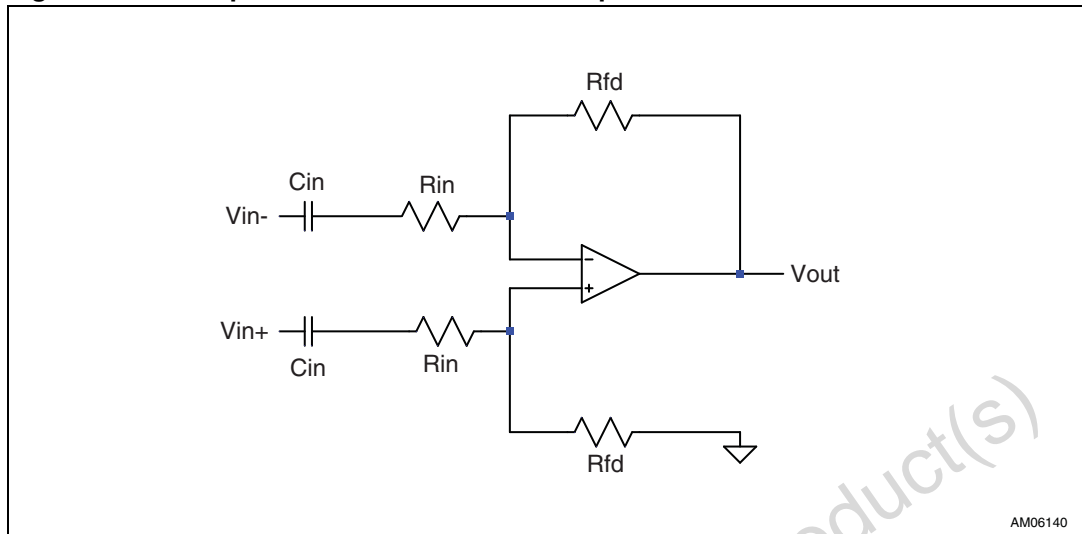 Rfd
Cin
Rin
Vin-
−
Vout
+
Vin+
Cin
Rin
Rfd
AM06140